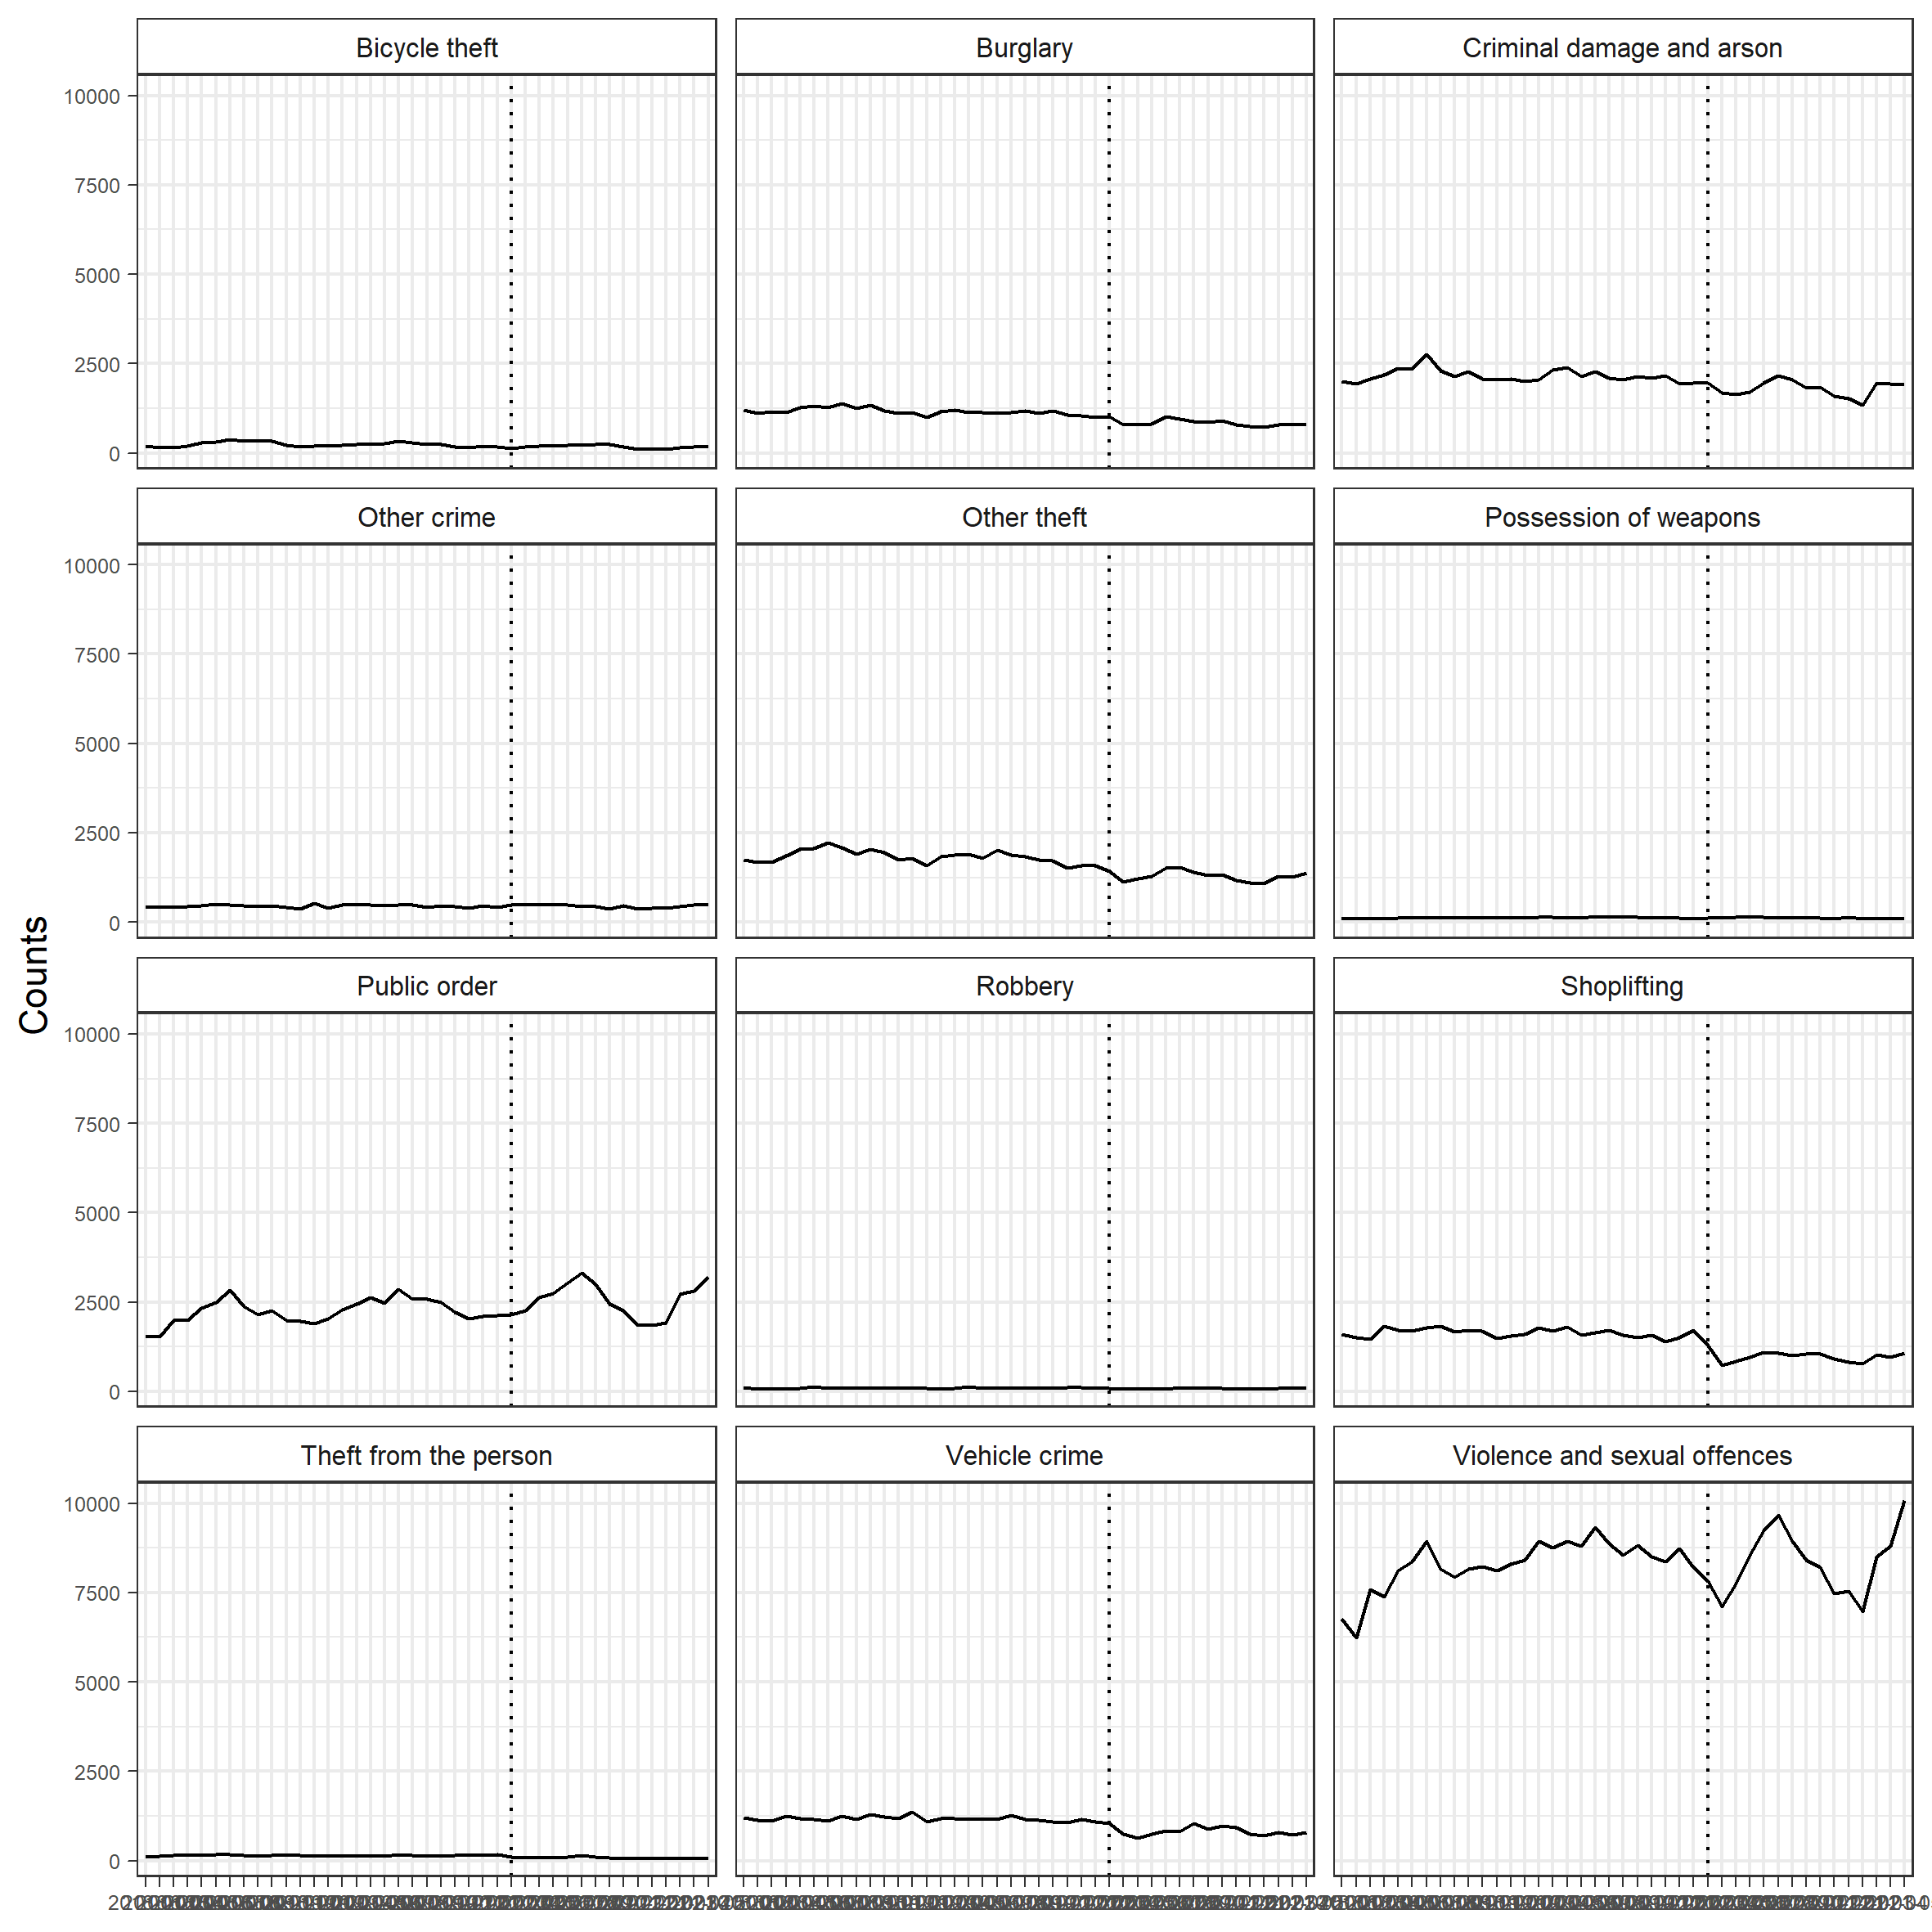 Bicycle theft
Burglary
Criminal damage and arson
10000
7500
5000
2500
0
Other crime
Other theft
Possession of weapons
10000
7500
5000
2500
0
Counts
Public order
Robbery
Shoplifting
10000
7500
5000
2500
0
Theft from the person
Vehicle crime
Violence and sexual offences
10000
7500
5000
2500
0